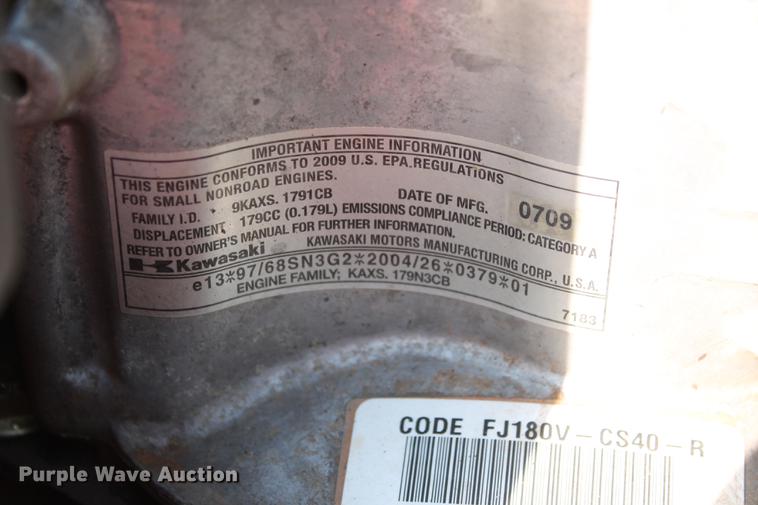 IMPORTANT ENGINE INFORMATION
THIS ENGINE CONFORMS TO 2009 U.S. EPA REGULATIONS
FOR SMALL NONROAD ENGINES.
FAMILY I.D. 9KAXS. 1791CB DATE OF MFG. 0709
DISPLACEMENT 179CC (0.179L) EMISSIONS COMPLIANCE PERIOD: CATEGORY A
REFER TO OWNER'S MANUAL FOR FURTHER INFORMATION.
Kawasaki KAWASAKI MOTORS MANUFACTURING CORP., U.S.A.
e13*97/68SN3G2*2004/26*0379*01
ENGINE FAMILY; KAXS. 179N3CB
7183
CODE FJ180V-CS40-R
Purple Wave Auction